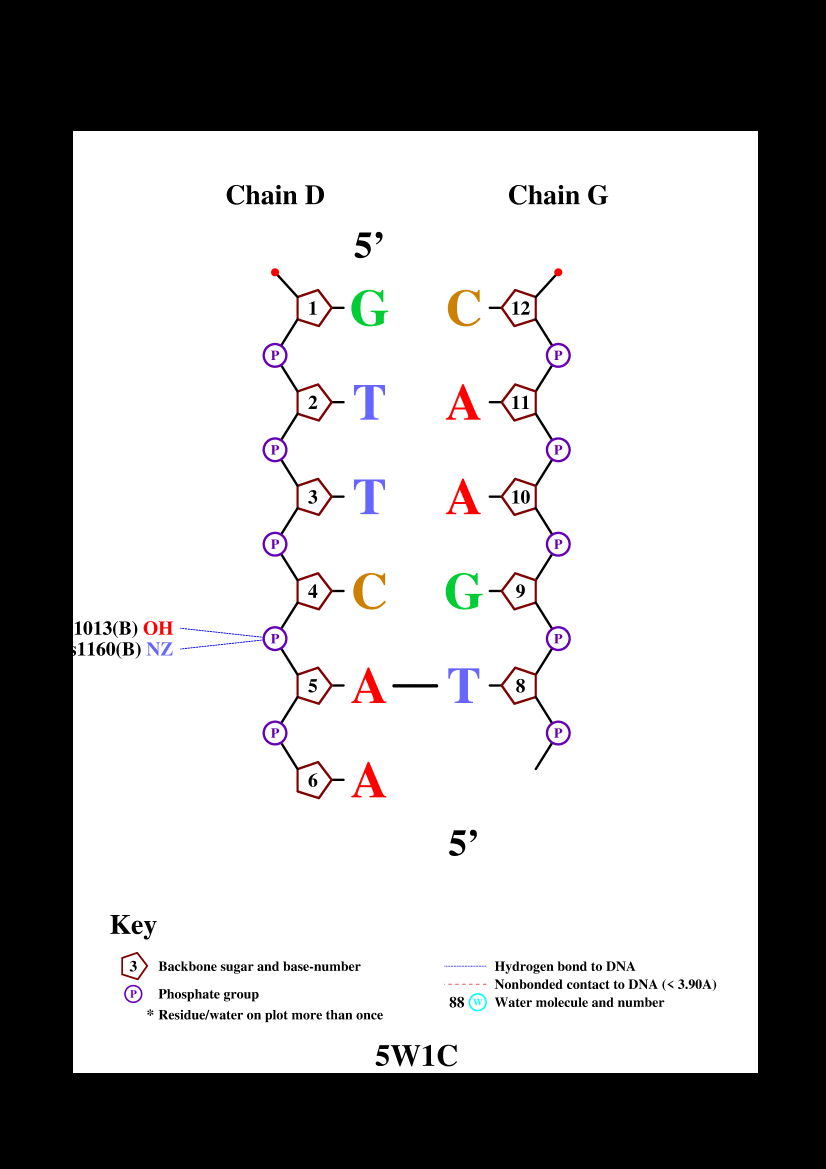 Chain D Chain G
5’
1 G C 12
P P
2 T A 11
P P
3 T A 10
P P
4 C G 9
1013(B) OH P P
s1160(B) NZ
5 A T 8
P P
6 A
5’
Key
3 Backbone sugar and base-number
P Phosphate group
* Residue/water on plot more than once
Hydrogen bond to DNA
Nonbonded contact to DNA (< 3.90A)
88 W Water molecule and number
5W1C